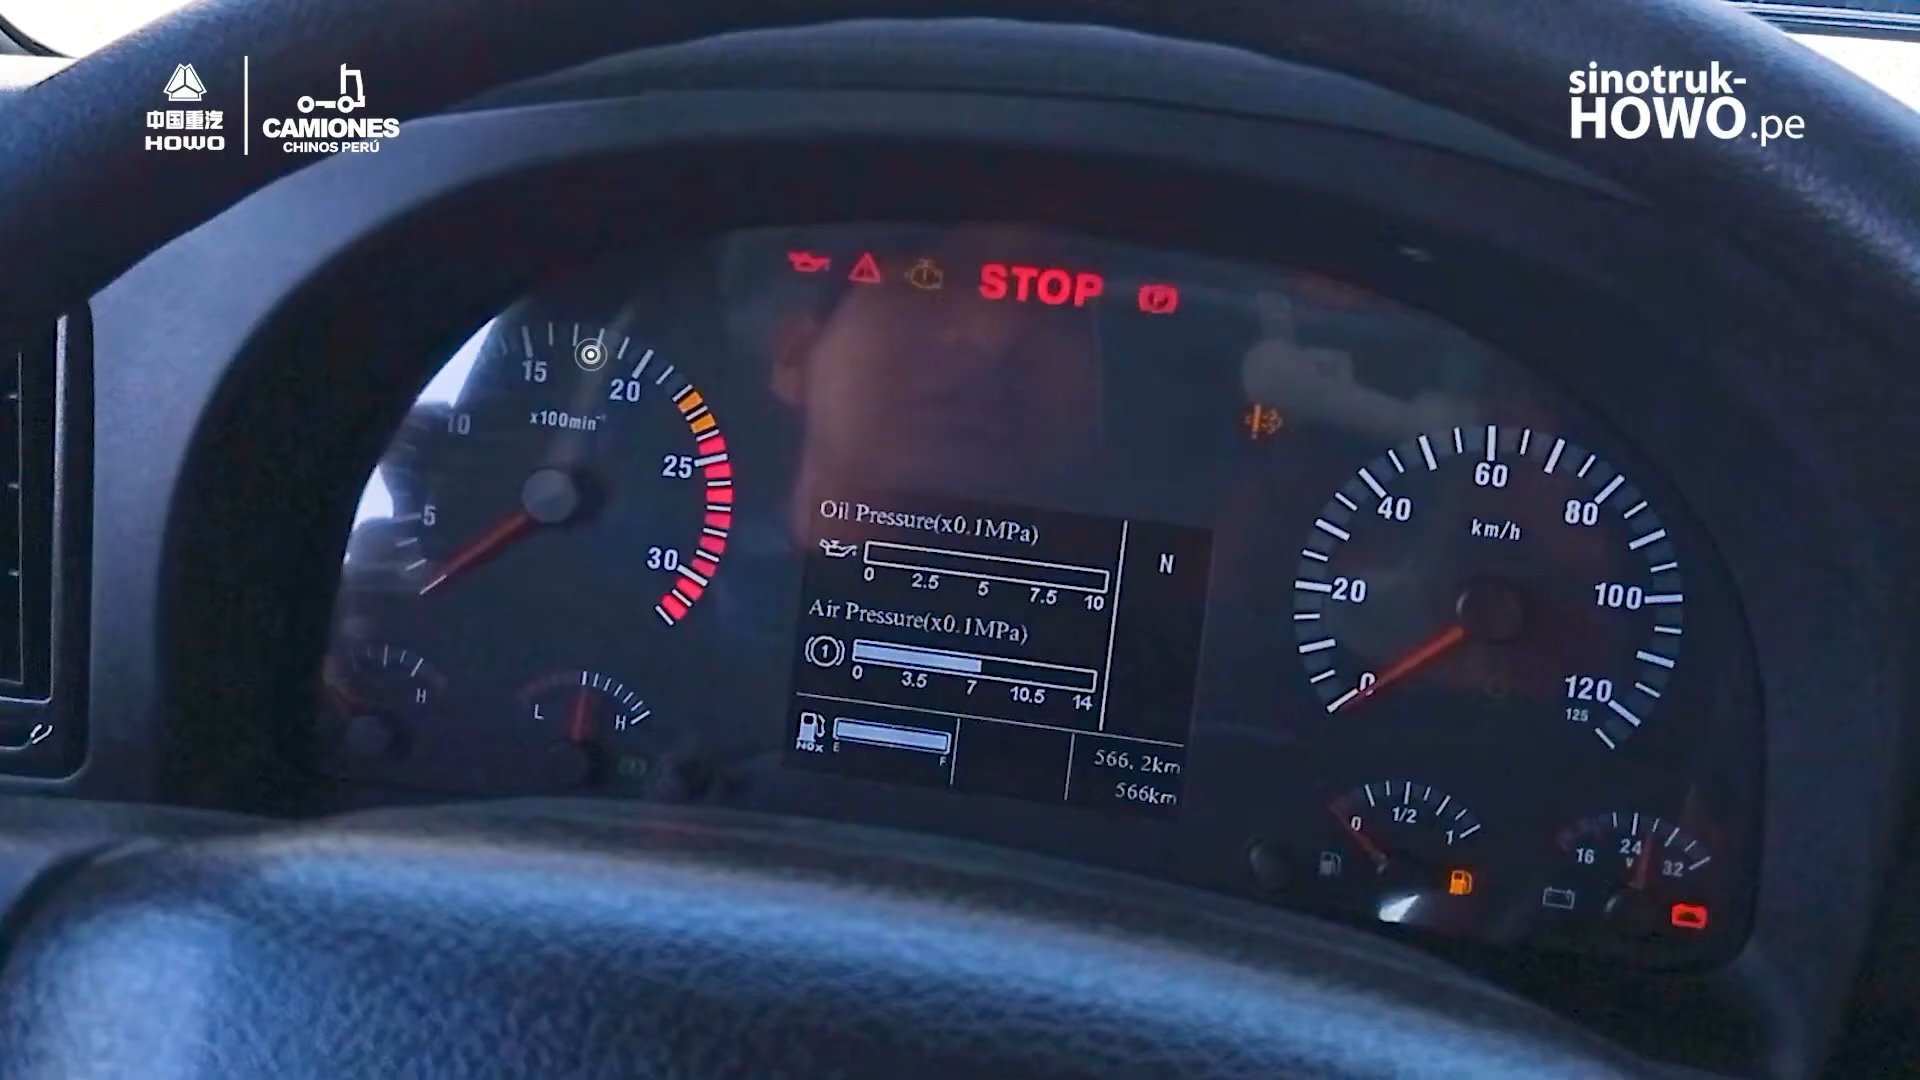 中国重汽
HOWO
CAMIONES
CHINOS PERÚ
sinotruk-
HOWO.pe
STOP
P
5
10
15
20
25
30
x100min⁻¹
H
L
H
Oil Pressure(x0.1MPa)
0 2.5 5 7.5 10
N
Air Pressure(x0.1MPa)
1
0 3.5 7 10.5 14
NOx E F
566.2km
566km
0
20
40
60
80
100
120
125
km/h
0 1/2 1
16 24 32
V